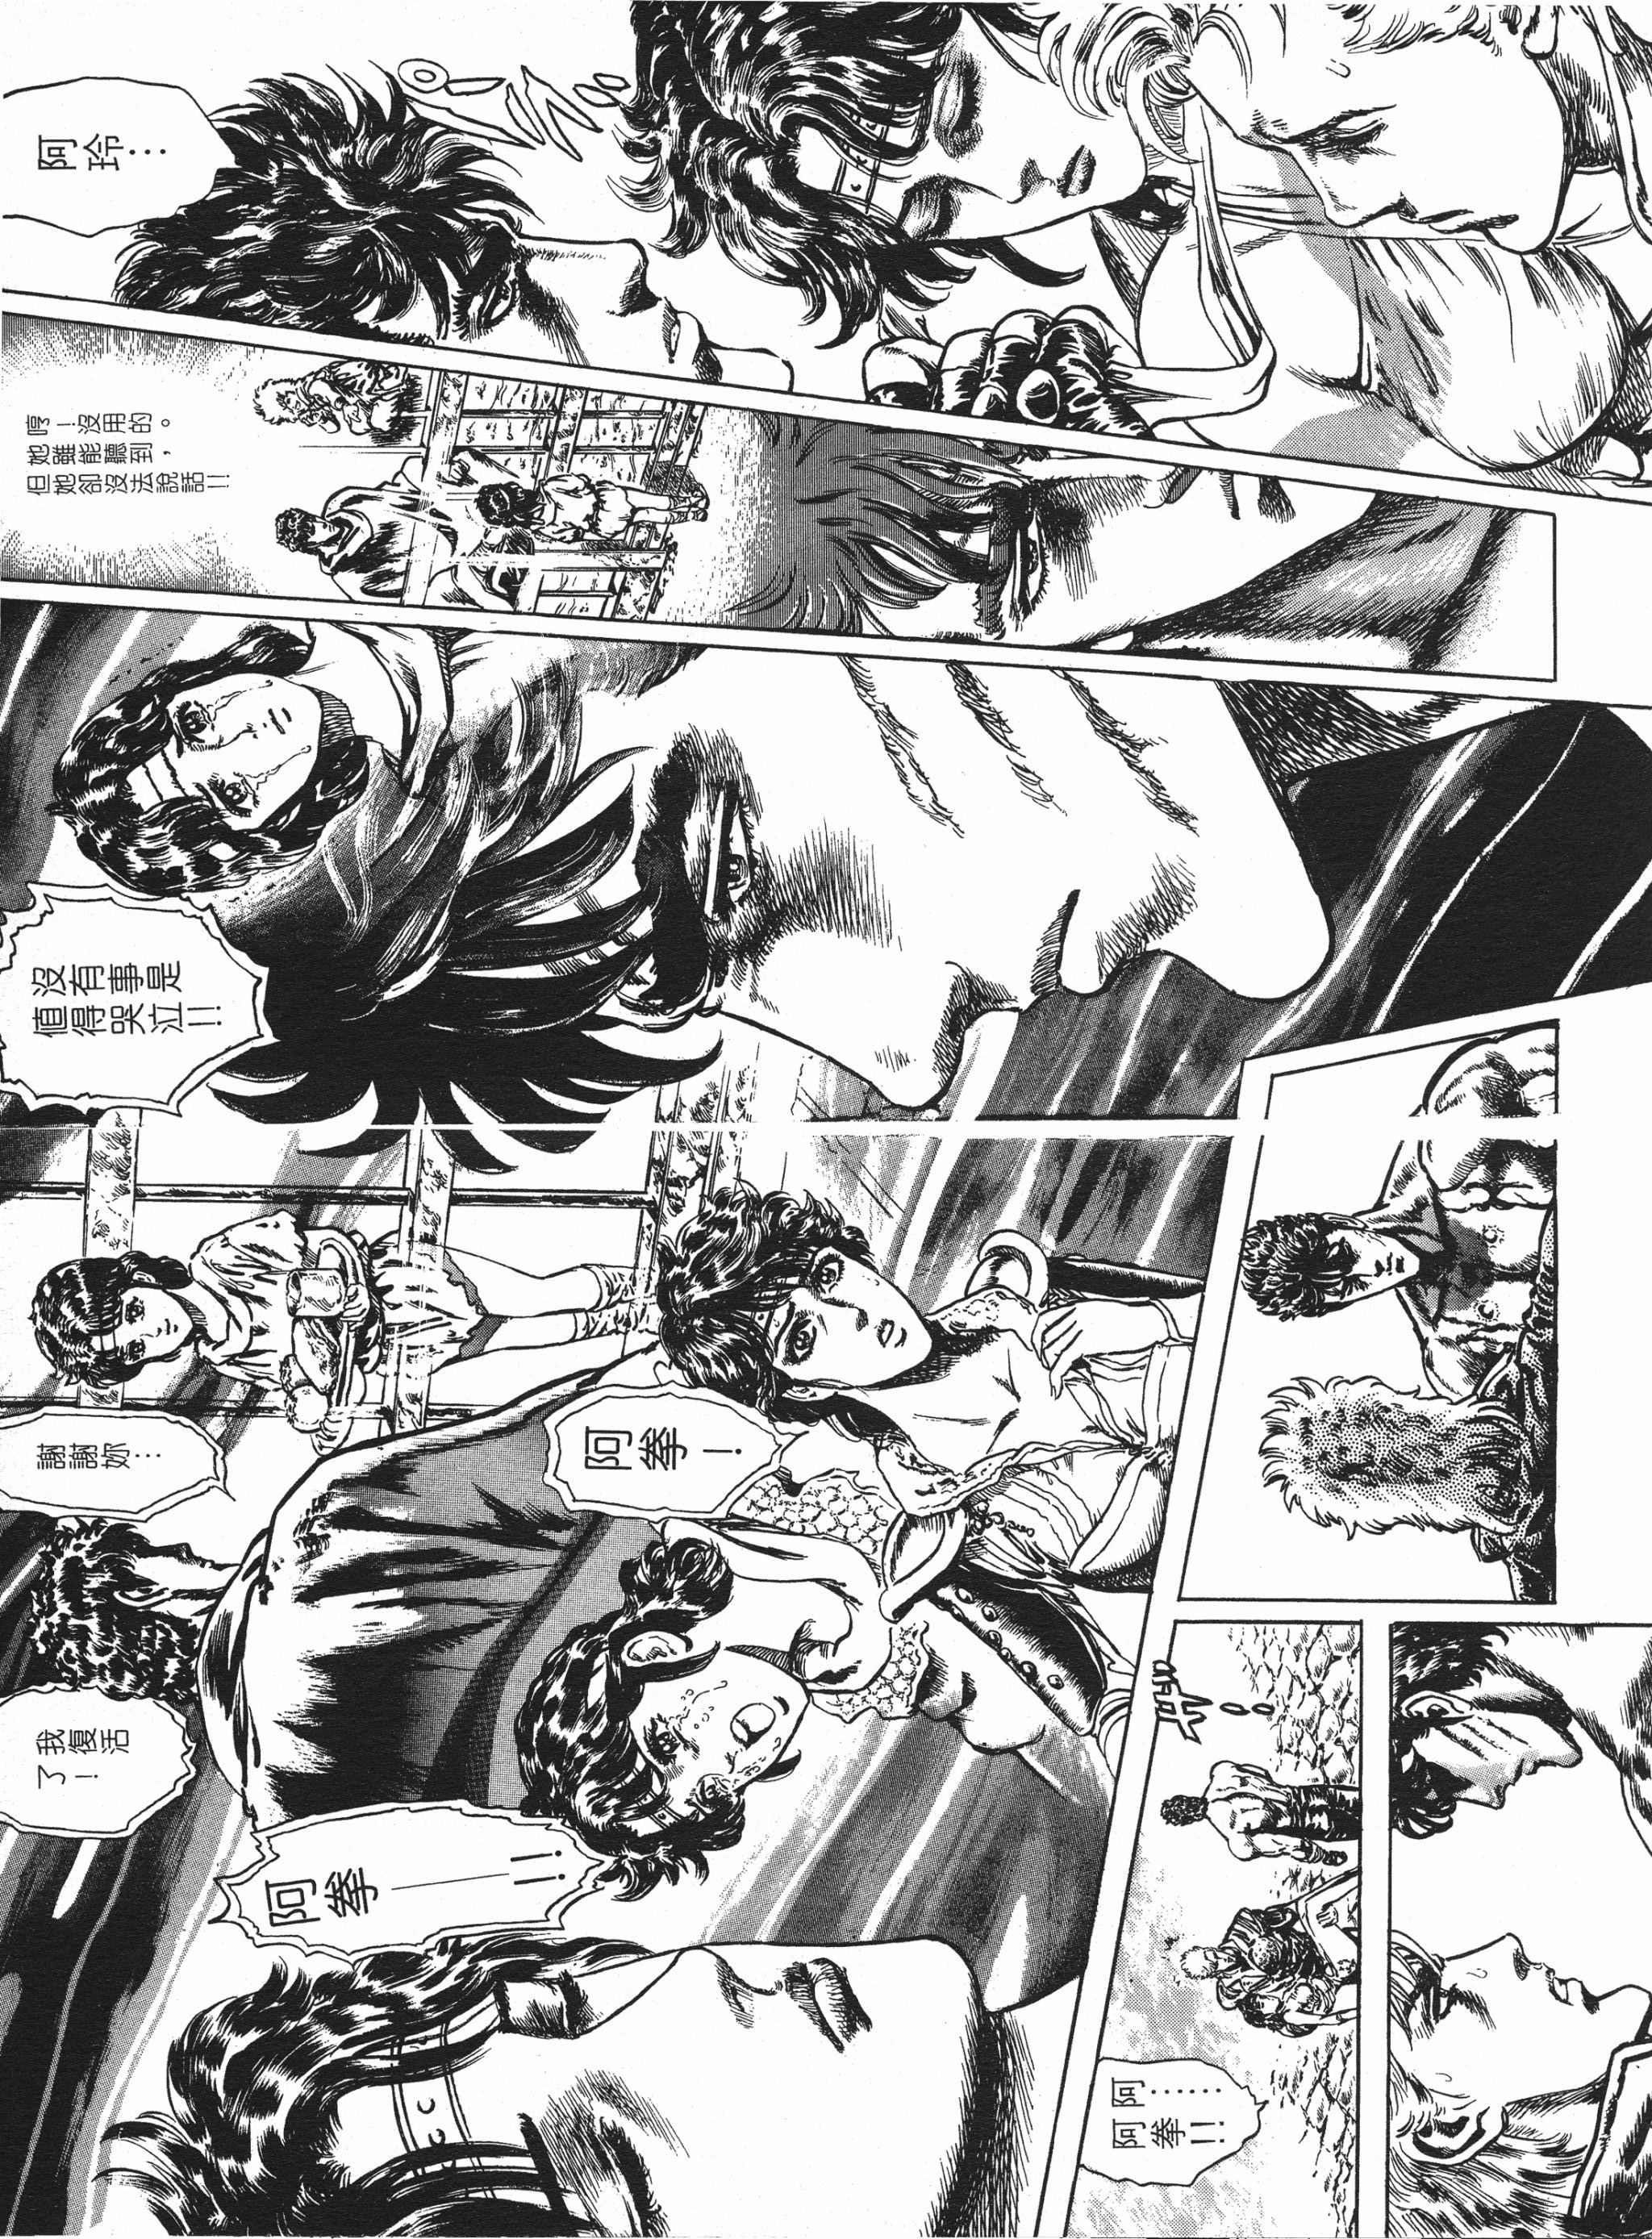 阿玲…
哼！沒用的。
她雖能聽到，
但她卻沒法說話!!
沒有事是
值得哭泣!!
謝謝妳…
我復活
了！
阿拳！
阿拳——!!
阿……
阿拳!!